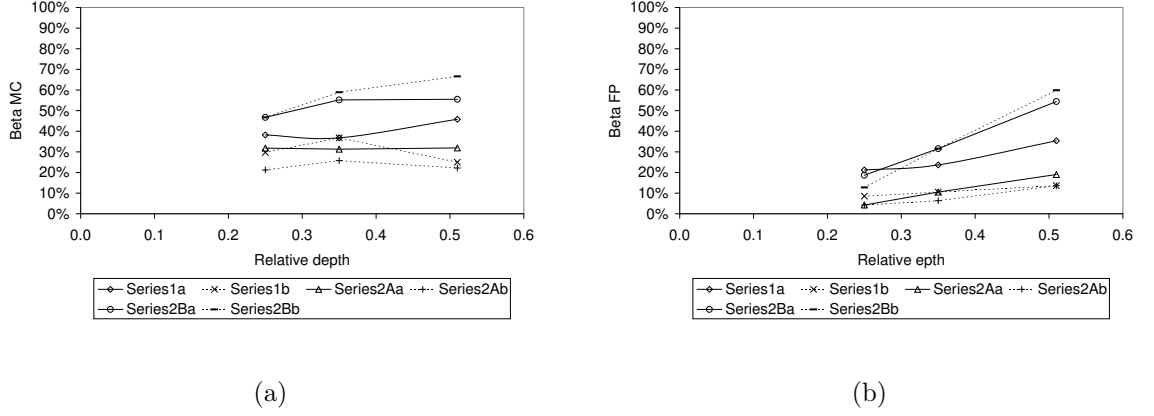 100%
90%
80%
70%
60%
50%
40%
30%
20%
10%
0%
Beta MC
0.0 0.1 0.2 0.3 0.4 0.5 0.6
Relative depth
Series1a Series1b Series2Aa Series2Ab
Series2Ba Series2Bb
(a)
100%
90%
80%
70%
60%
50%
40%
30%
20%
10%
0%
Beta FP
0.0 0.1 0.2 0.3 0.4 0.5 0.6
Relative epth
Series1a Series1b Series2Aa Series2Ab
Series2Ba Series2Bb
(b)